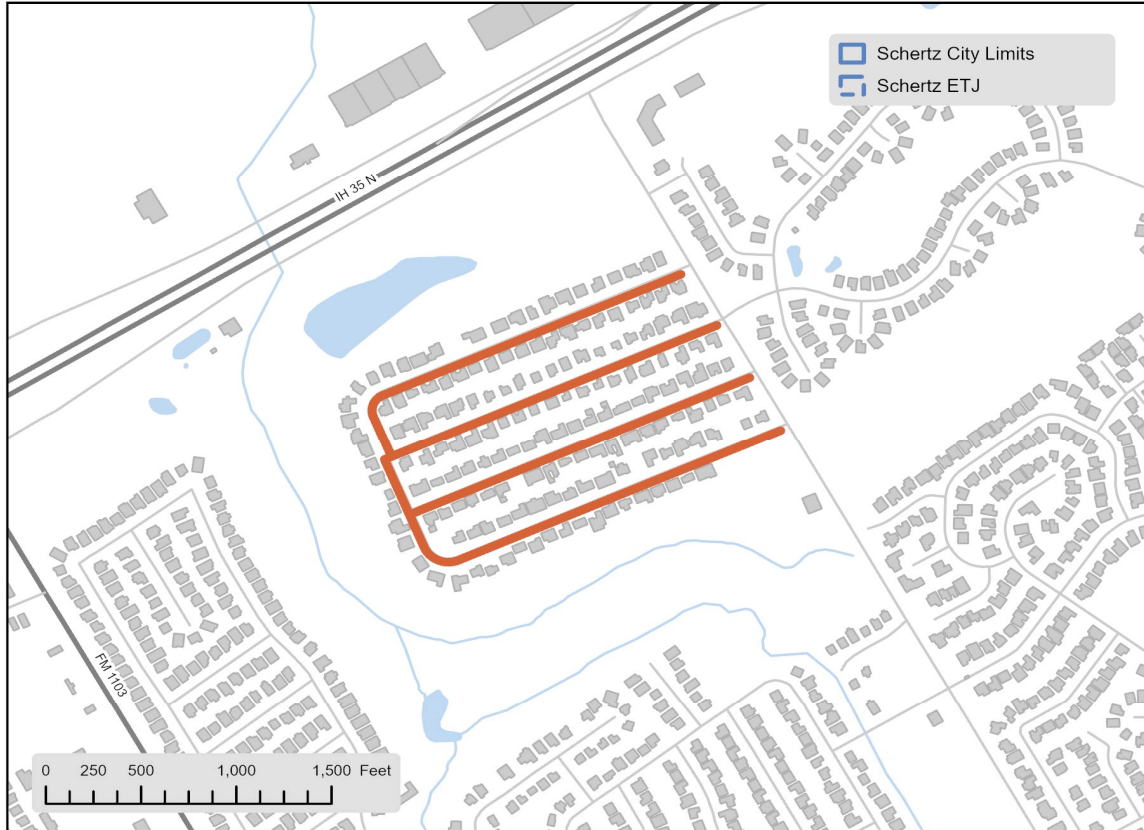 Schertz City Limits
Schertz ETJ
IH 35 N
FM 1103
0 250 500 1,000 1,500 Feet